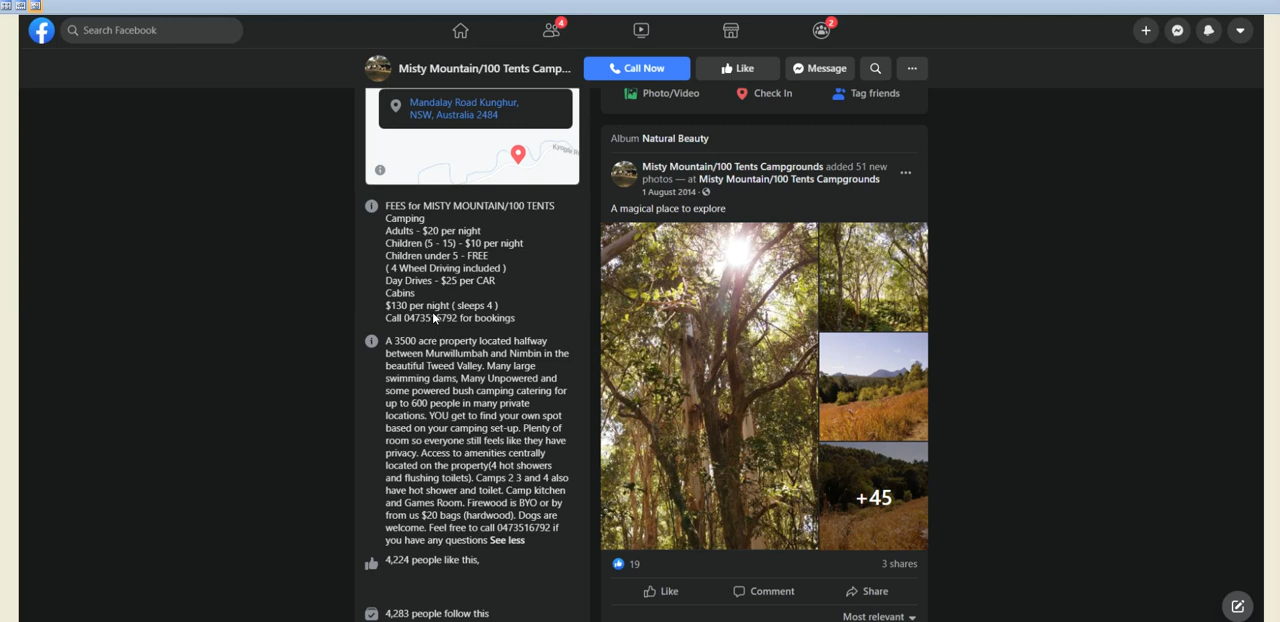 Search Facebook
4
2
Misty Mountain/100 Tents Camp...
Call Now
Like
Message
Mandalay Road Kunghur,
NSW, Australia 2484
FEES for MISTY MOUNTAIN/100 TENTS
Camping
Adults - $20 per night
Children (5 - 15) - $10 per night
Children under 5 - FREE
( 4 Wheel Driving included )
Day Drives - $25 per CAR
Cabins
$130 per night ( sleeps 4 )
Call 0473516792 for bookings
A 3500 acre property located halfway
between Murwillumbah and Nimbin in the
beautiful Tweed Valley. Many large
swimming dams, Many Unpowered and
some powered bush camping catering for
up to 600 people in many private
locations. YOU get to find your own spot
based on your camping set-up. Plenty of
room so everyone still feels like they have
privacy. Access to amenities centrally
located on the property(4 hot showers
and flushing toilets). Camps 2 3 and 4 also
have hot shower and toilet. Camp kitchen
and Games Room. Firewood is BYO or by
from us $20 bags (hardwood). Dogs are
welcome. Feel free to call 0473516792 if
you have any questions See less
4,224 people like this,
4,283 people follow this
Photo/Video
Check In
Tag friends
Album Natural Beauty
Misty Mountain/100 Tents Campgrounds added 51 new
photos — at Misty Mountain/100 Tents Campgrounds
1 August 2014 ·
A magical place to explore
+45
19
3 shares
Like
Comment
Share
Most relevant